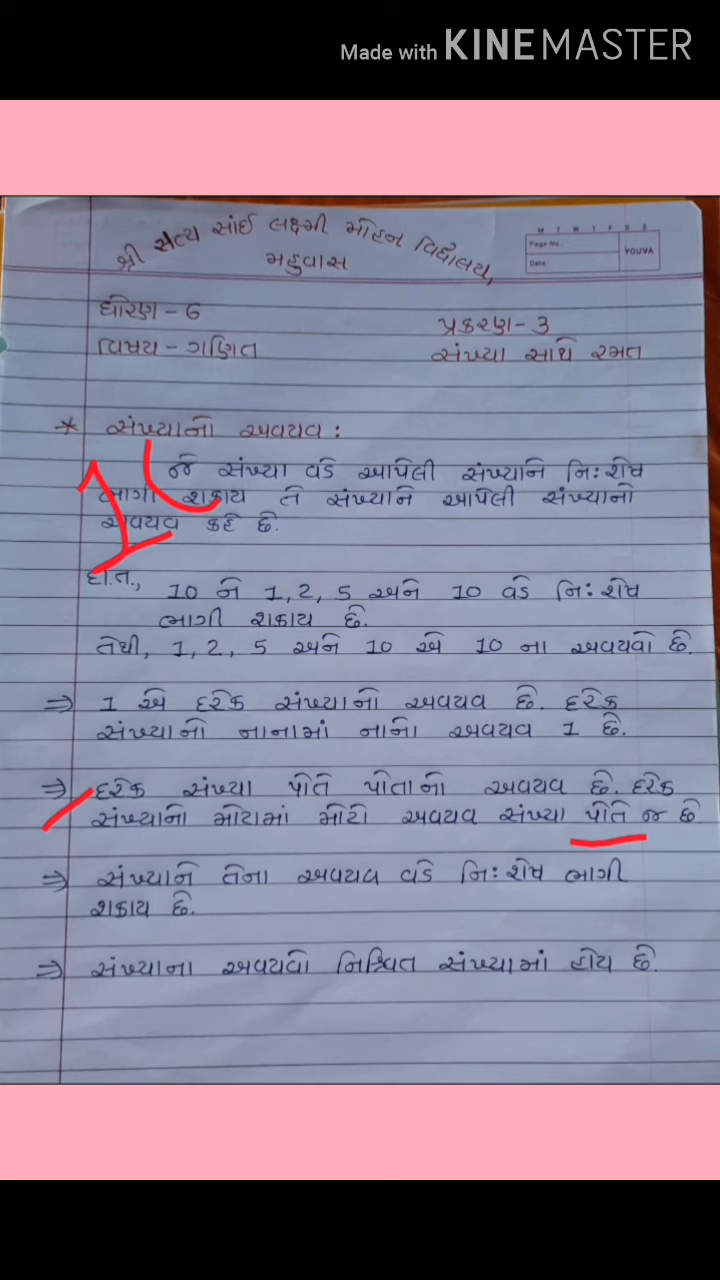 Made with KINEMASTER
શ્રી સત્ય સાંઈ લક્ષ્મી મોહન વિદ્યાલય,
મહુવાસ
M T W T F S S
Page No.:
Date:
YOUVA
ધોરણ - 6
પ્રકરણ - 3
વિષય - ગણિત
સંખ્યા સાથે રમત
* સંખ્યાનો અવયવ :
જે સંખ્યા વડે આપેલી સંખ્યાને નિઃશેષ
ભાગી શકાય તે સંખ્યાને આપેલી સંખ્યાનો
અવયવ કહે છે.
દા.ત.,
10 ને 1, 2, 5 અને 10 વડે નિઃશેષ
ભાગી શકાય છે.
તેથી, 1, 2, 5 અને 10 એ 10 ના અવયવો છે.
⇒ 1 એ દરેક સંખ્યાનો અવયવ છે. દરેક
સંખ્યાનો નાનામાં નાનો અવયવ 1 છે.
⇒ દરેક સંખ્યા પોતે પોતાનો અવયવ છે. દરેક
સંખ્યાનો મોટામાં મોટો અવયવ સંખ્યા પોતે જ છે.
⇒ સંખ્યાને તેના અવયવ વડે નિઃશેષ ભાગી
શકાય છે.
⇒ સંખ્યાના અવયવો નિશ્ચિત સંખ્યામાં હોય છે.